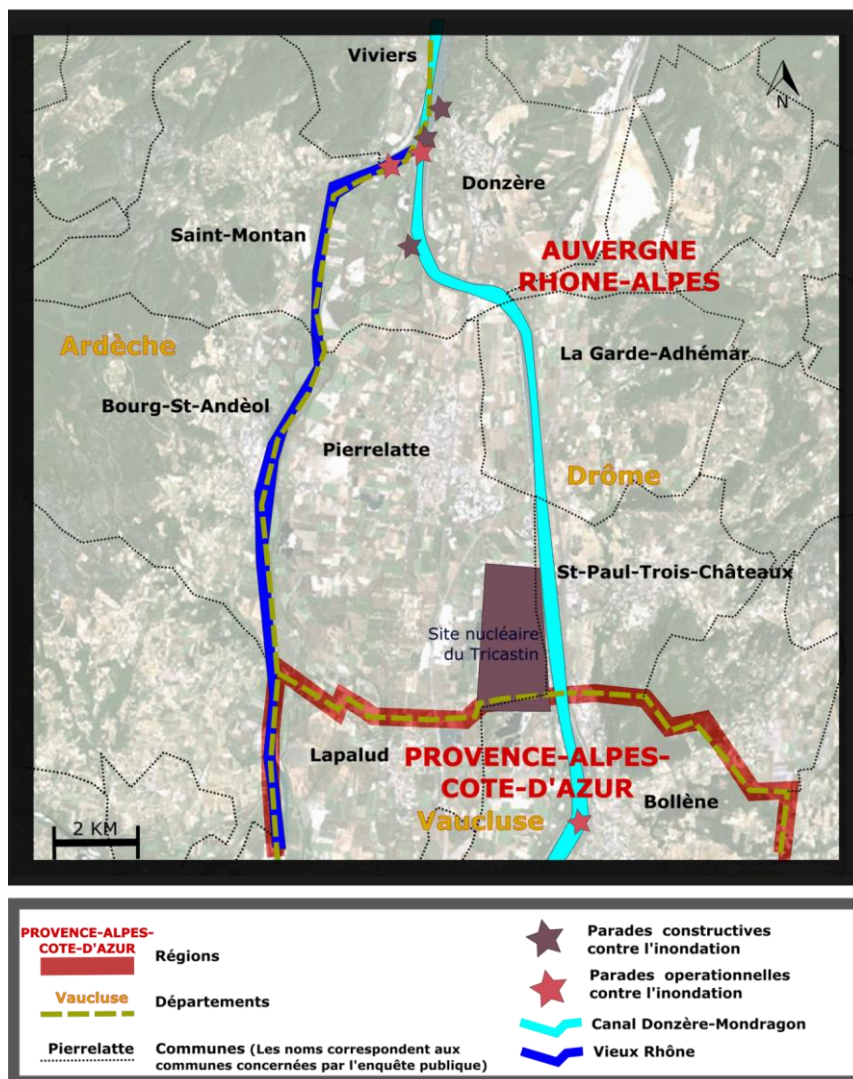 Viviers
N
Donzère
Saint-Montan
AUVERGNE
RHONE-ALPES
Ardèche
La Garde-Adhémar
Bourg-St-Andèol
Pierrelatte
Drôme
St-Paul-Trois-Châteaux
Site nucléaire
du Tricastin
Lapalud
PROVENCE-ALPES-
COTE-D'AZUR
Bollène
Vaucluse
2 KM
PROVENCE-ALPES-
COTE-D'AZUR
Régions
Vaucluse
Départements
Pierrelatte
Communes (Les noms correspondent aux
communes concernées par l'enquête publique)
Parades constructives
contre l'inondation
Parades operationnelles
contre l'inondation
Canal Donzère-Mondragon
Vieux Rhône